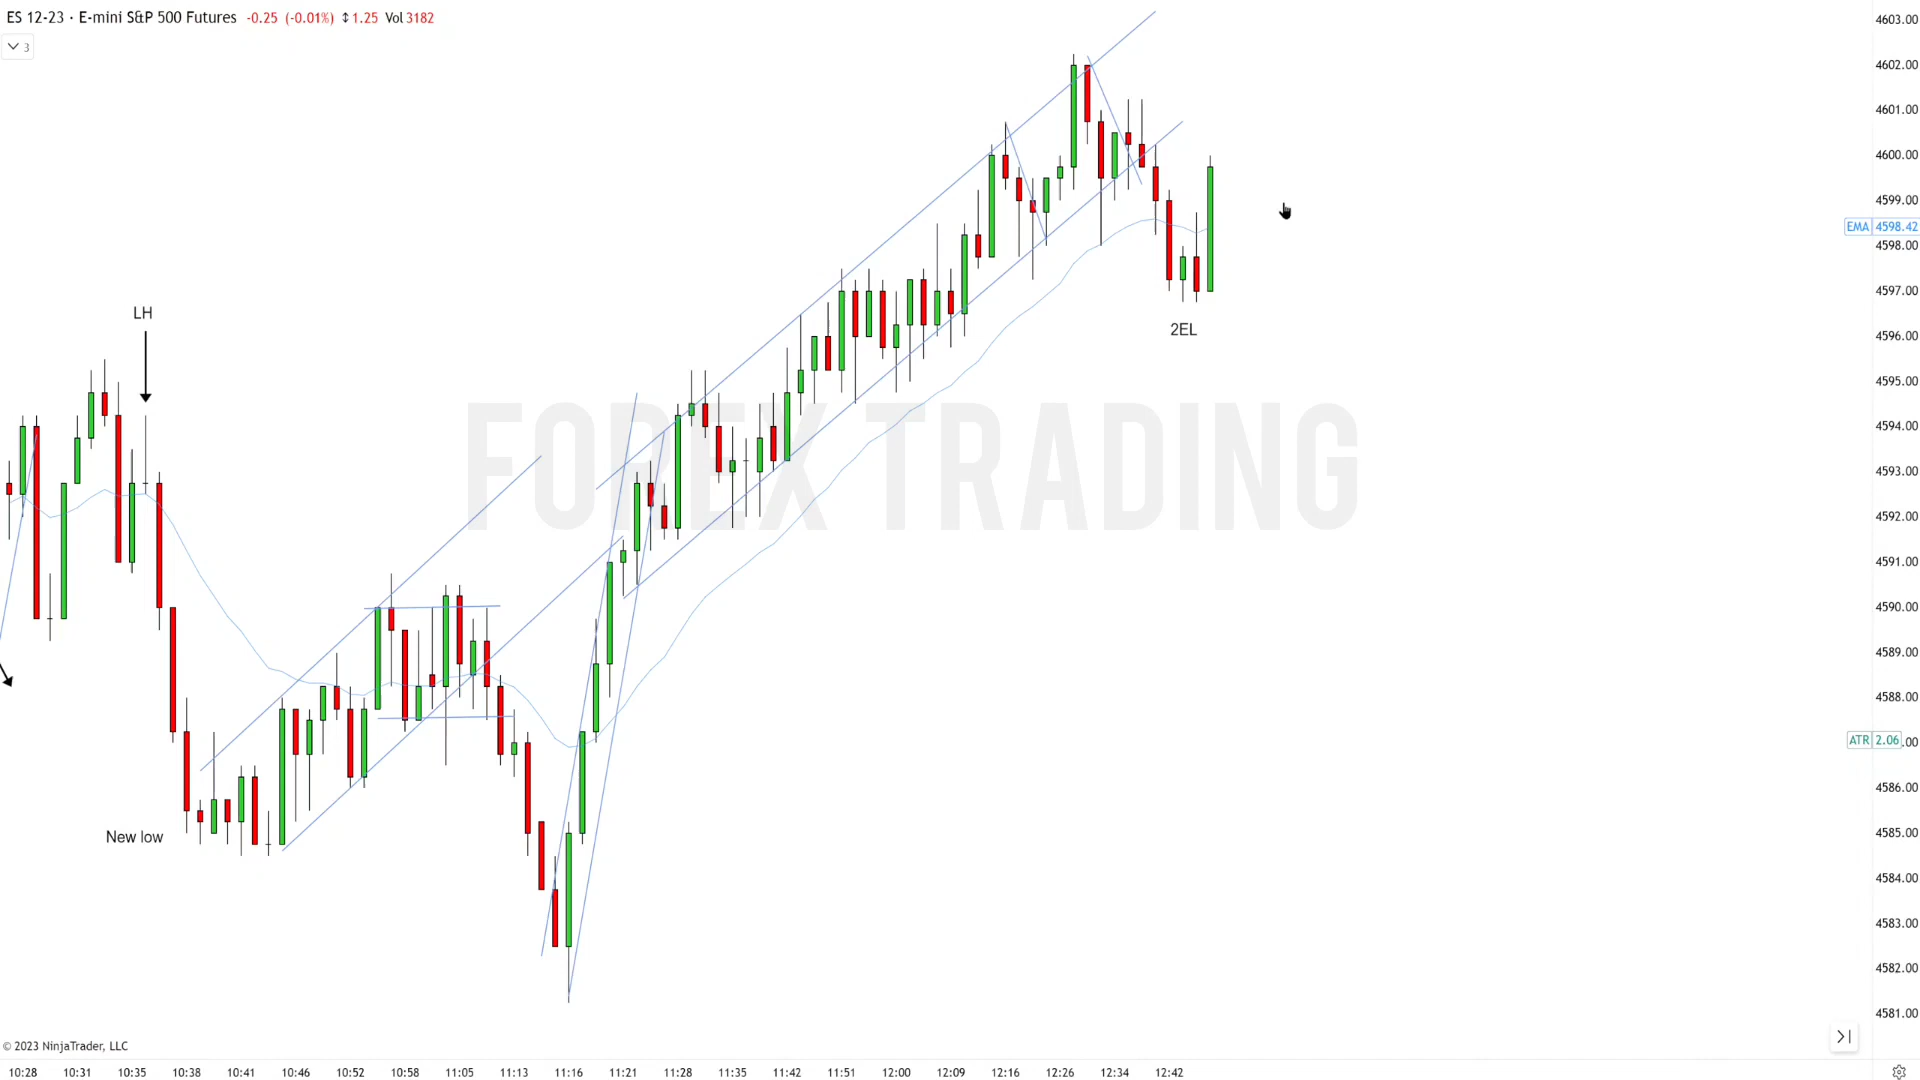 ES 12-23 · E-mini S&P 500 Futures -0.25 (-0.01%) ↕1.25 Vol 3182
3
4603.00
4602.00
4601.00
4600.00
4599.00
EMA 4598.42
4598.00
4597.00
2EL
4596.00
LH
4595.00
4594.00
FOREX TRADING
4593.00
4592.00
4591.00
4590.00
4589.00
4588.00
ATR 2.06 .00
4586.00
New low
4585.00
4584.00
4583.00
4582.00
4581.00
© 2023 NinjaTrader, LLC
10:28 10:31 10:35 10:38 10:41 10:46 10:52 10:58 11:05 11:13 11:16 11:21 11:28 11:35 11:42 11:51 12:00 12:09 12:16 12:26 12:34 12:42